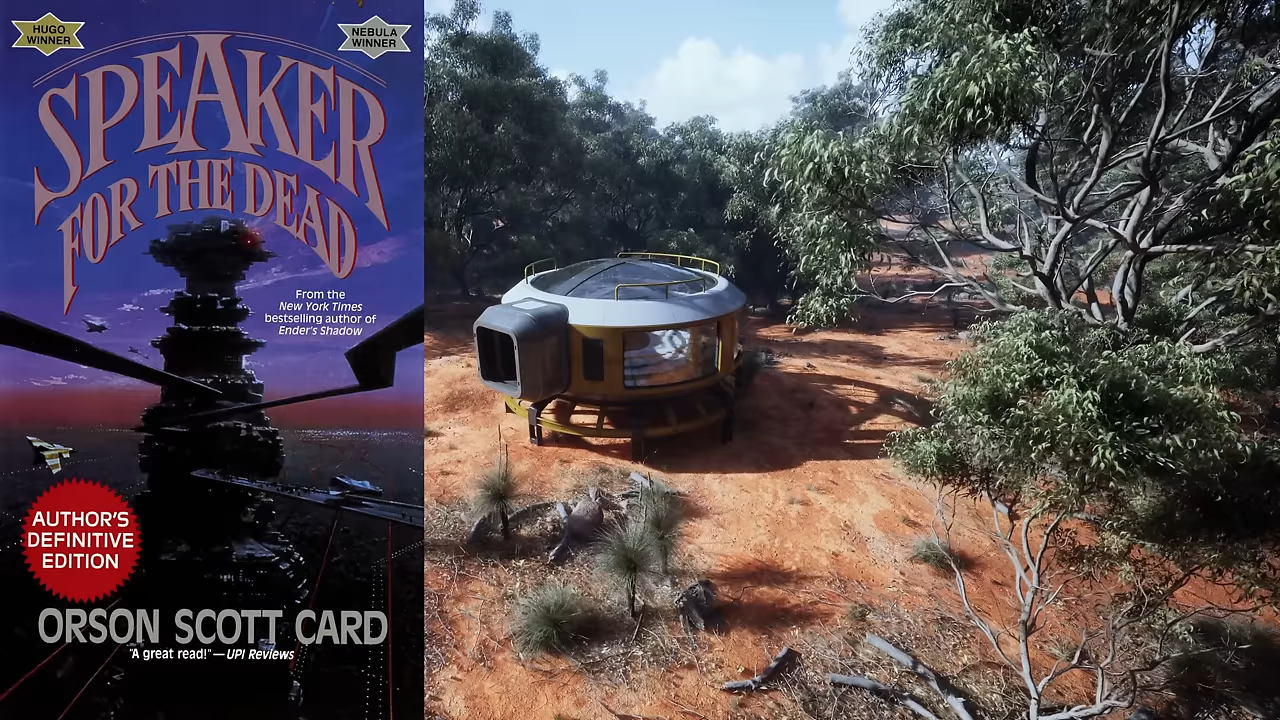 HUGO
WINNER
NEBULA
WINNER
SPEAKER
FOR THE DEAD
From the
New York Times
bestselling author of
Ender's Shadow
AUTHOR'S
DEFINITIVE
EDITION
ORSON SCOTT CARD
"A great read!"—UPI Reviews